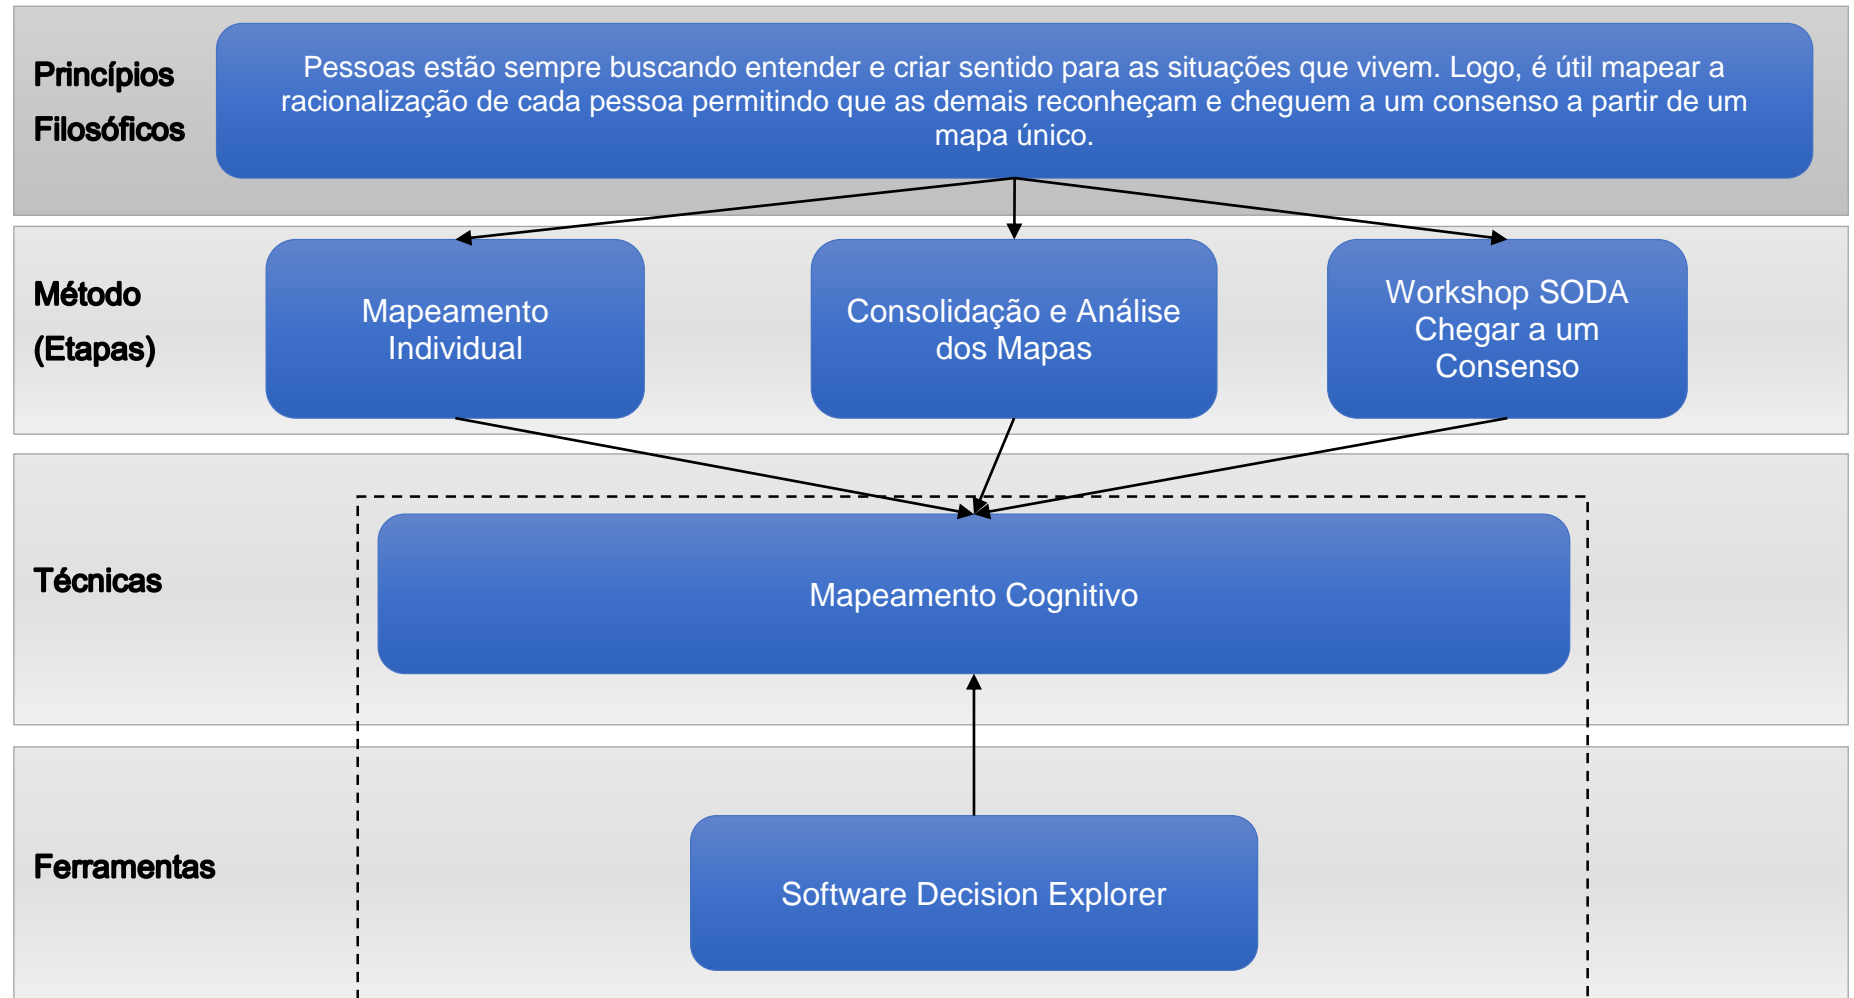 Princípios
Filosóficos
Pessoas estão sempre buscando entender e criar sentido para as situações que vivem. Logo, é útil mapear a
racionalização de cada pessoa permitindo que as demais reconheçam e cheguem a um consenso a partir de um
mapa único.
Método
(Etapas)
Mapeamento
Individual
Consolidação e Análise
dos Mapas
Workshop SODA
Chegar a um
Consenso
Técnicas
Mapeamento Cognitivo
Ferramentas
Software Decision Explorer